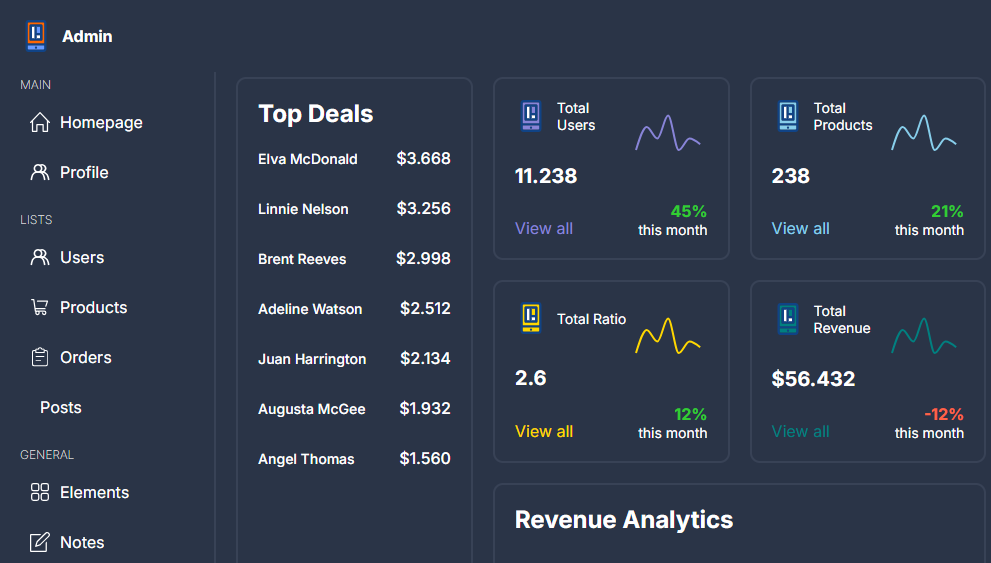 Admin
MAIN
Homepage
Profile
LISTS
Users
Products
Orders
Posts
GENERAL
Elements
Notes
Top Deals
Elva McDonald $3.668
Linnie Nelson $3.256
Brent Reeves $2.998
Adeline Watson $2.512
Juan Harrington $2.134
Augusta McGee $1.932
Angel Thomas $1.560
Total
Users
11.238
45%
View all
this month
Total
Products
238
21%
View all
this month
Total Ratio
2.6
12%
View all
this month
Total
Revenue
$56.432
-12%
View all
this month
Revenue Analytics